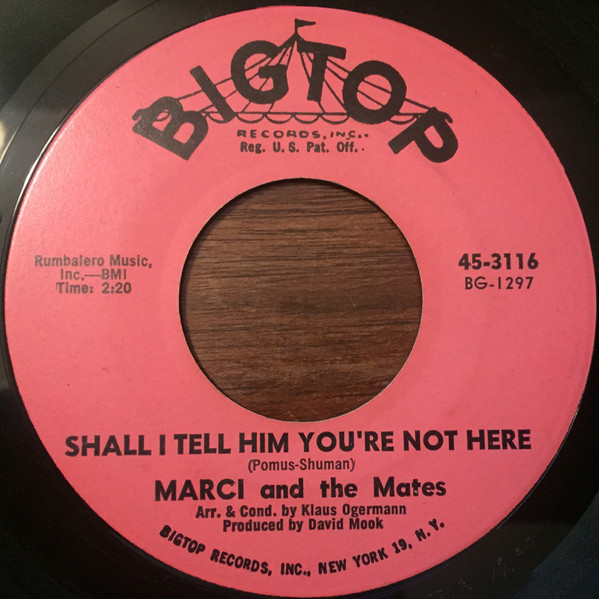 BIGTOP
RECORDS, INC.
Reg. U. S. Pat. Off.
Rumbalero Music,
Inc.—BMI
Time: 2:20
45-3116
BG-1297
SHALL I TELL HIM YOU'RE NOT HERE
(Pomus-Shuman)
MARCI and the Mates
Arr. & Cond. by Klaus Ogermann
Produced by David Mook
BIGTOP RECORDS, INC., NEW YORK 19, N. Y.